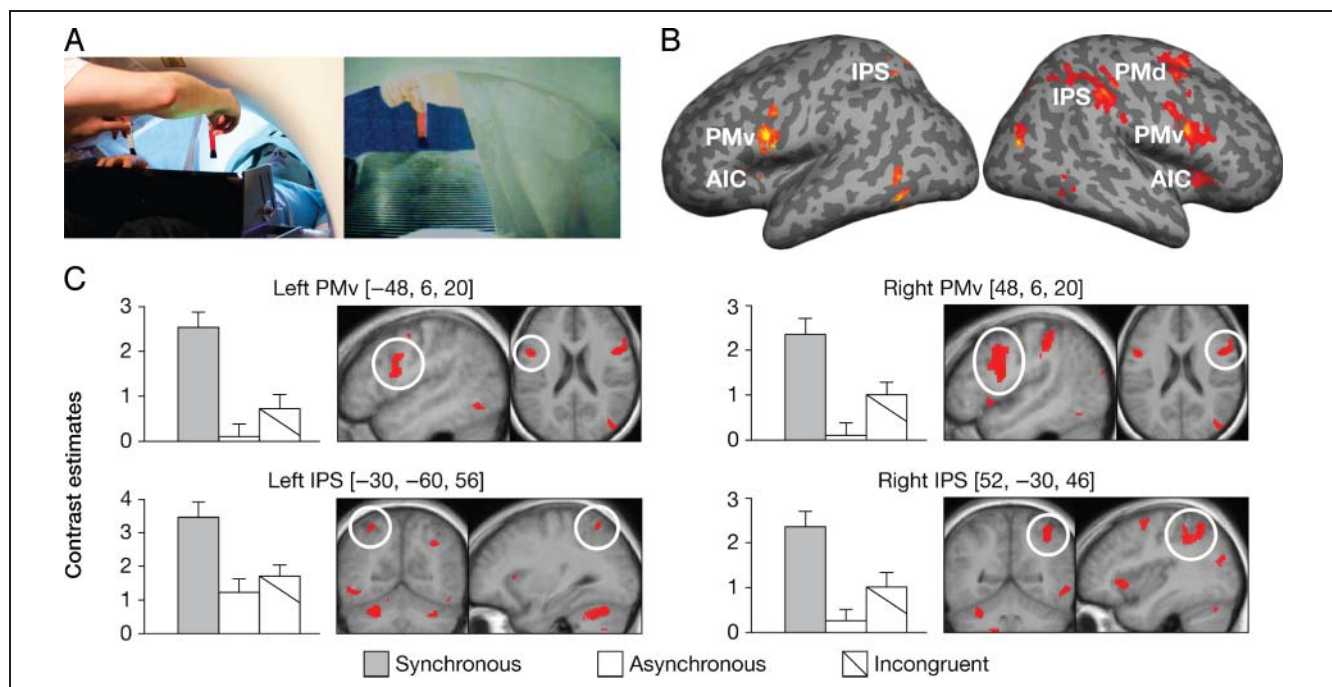 A
B
IPS
PMv
AIC
PMd
IPS
PMv
AIC
C
Contrast estimates
Left PMv [−48, 6, 20]
3
2
1
0
Right PMv [48, 6, 20]
3
2
1
0
Left IPS [−30, −60, 56]
4
3
2
1
0
Right IPS [52, −30, 46]
3
2
1
0
Synchronous Asynchronous Incongruent